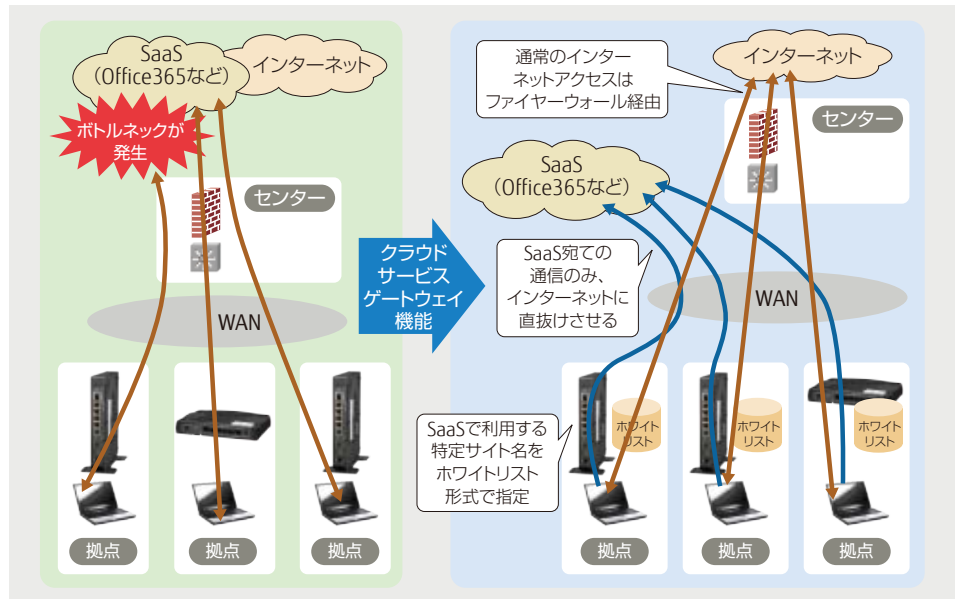 SaaS
（Office365など）
インターネット
ボトルネックが
発生
センター
WAN
拠点
拠点
拠点
クラウド
サービス
ゲートウェイ
機能
通常のインター
ネットアクセスは
ファイヤーウォール経由
インターネット
センター
SaaS
（Office365など）
SaaS宛ての
通信のみ、
インターネットに
直抜けさせる
WAN
SaaSで利用する
特定サイト名を
ホワイトリスト
形式で指定
ホワイト
リスト
ホワイト
リスト
ホワイト
リスト
拠点
拠点
拠点